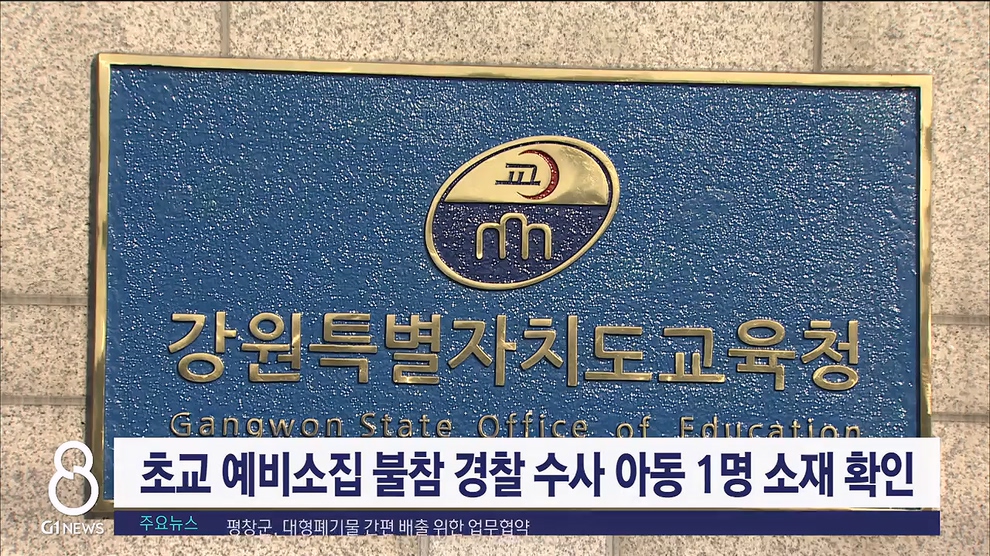 교
강원특별자치도교육청
Gangwon State Office of Education
초교 예비소집 불참 경찰 수사 아동 1명 소재 확인
8
G1 NEWS
주요뉴스 평창군, 대형폐기물 간편 배출 위한 업무협약